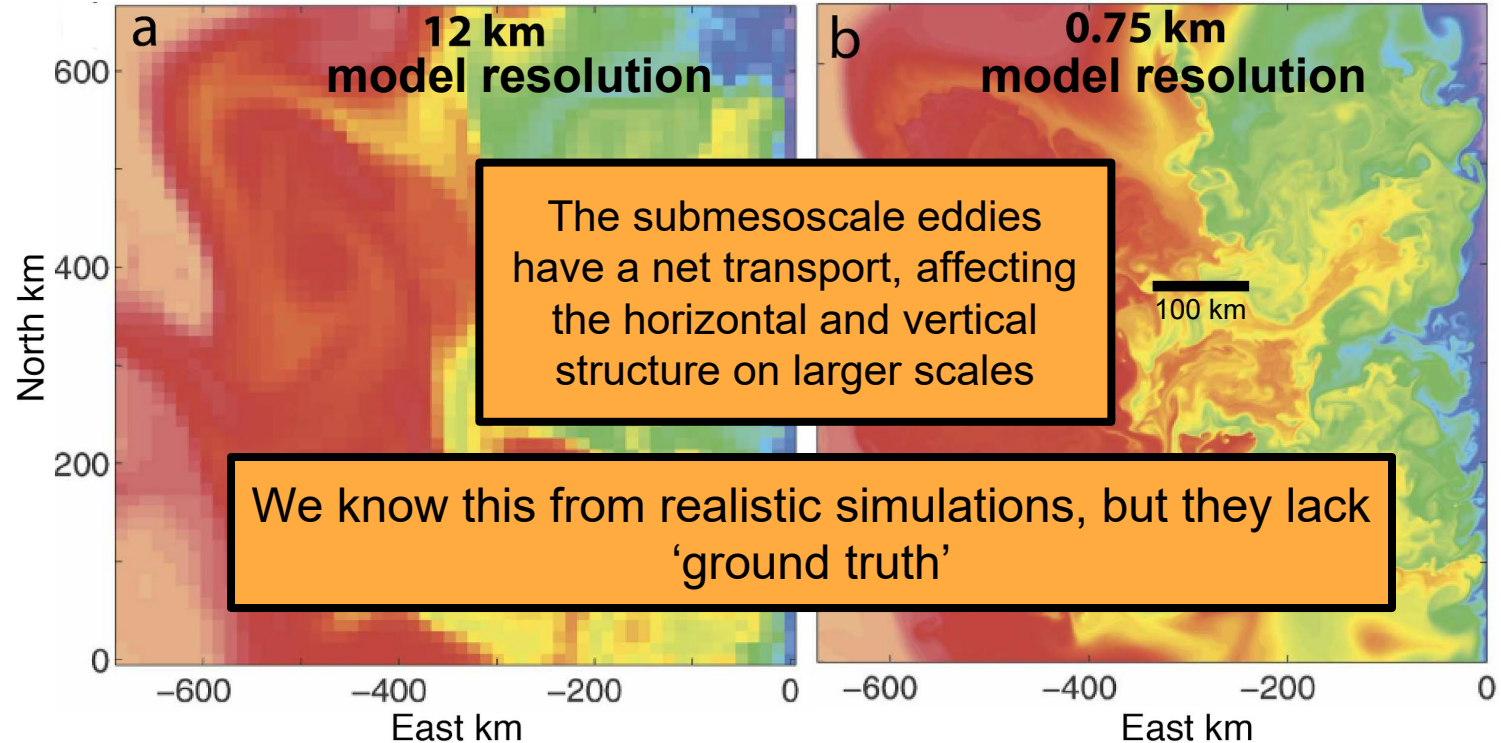 a
12 km
model resolution
b
0.75 km
model resolution
600
400
200
0
North km
The submesoscale eddies
have a net transport, affecting
the horizontal and vertical
structure on larger scales
100 km
We know this from realistic simulations, but they lack
‘ground truth’
−600
−400
−200
0
East km
−600
−400
−200
0
East km